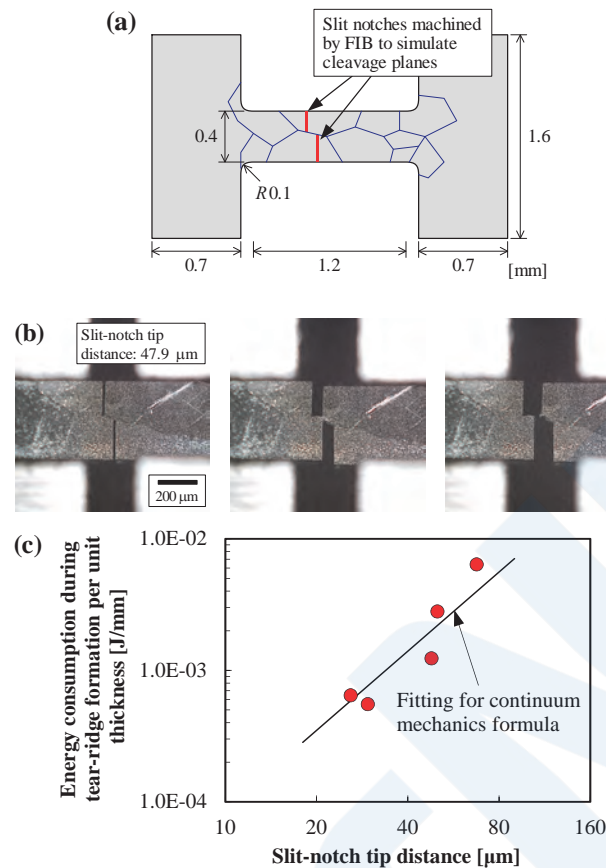 (a)
Slit notches machined
by FIB to simulate
cleavage planes
0.4
1.6
R0.1
0.7
1.2
0.7
[mm]
(b)
Slit-notch tip
distance: 47.9 μm
200 μm
(c)
Energy consumption during
tear-ridge formation per unit
thickness [J/mm]
1.0E-02
1.0E-03
1.0E-04
Fitting for continuum
mechanics formula
10
20
40
80
160
Slit-notch tip distance [μm]